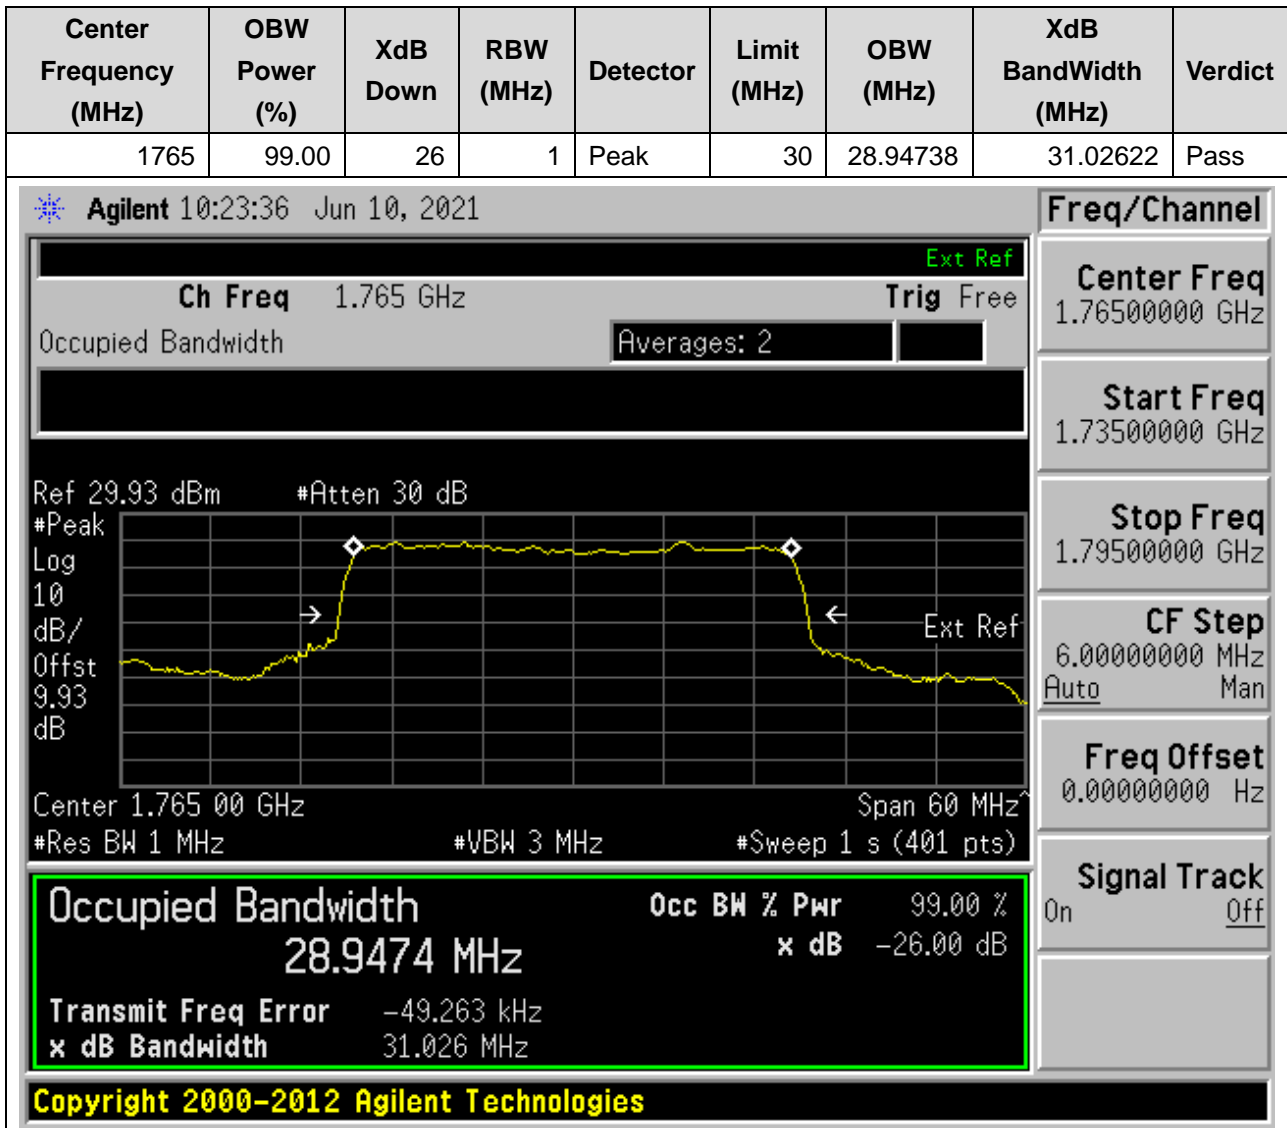 Center Frequency (MHz) OBW Power (%) XdB Down RBW (MHz) Detector Limit (MHz) OBW (MHz) XdB BandWidth (MHz) Verdict
1765 99.00 26 1 Peak 30 28.94738 31.02622 Pass
Agilent 10:23:36 Jun 10, 2021
Freq/Channel
Ext Ref
Ch Freq 1.765 GHz Trig Free
Occupied Bandwidth Averages: 2
Ref 29.93 dBm #Atten 30 dB
#Peak
Log
10
dB/
Offst
9.93
dB
Ext Ref
Center 1.765 00 GHz Span 60 MHz^
#Res BW 1 MHz #VBW 3 MHz #Sweep 1 s (401 pts)
Occupied Bandwidth
28.9474 MHz
Occ BW % Pwr 99.00 %
x dB -26.00 dB
Transmit Freq Error -49.263 kHz
x dB Bandwidth 31.026 MHz
Center Freq
1.76500000 GHz
Start Freq
1.73500000 GHz
Stop Freq
1.79500000 GHz
CF Step
6.00000000 MHz
Auto Man
Freq Offset
0.00000000 Hz
Signal Track
On Off
Copyright 2000-2012 Agilent Technologies